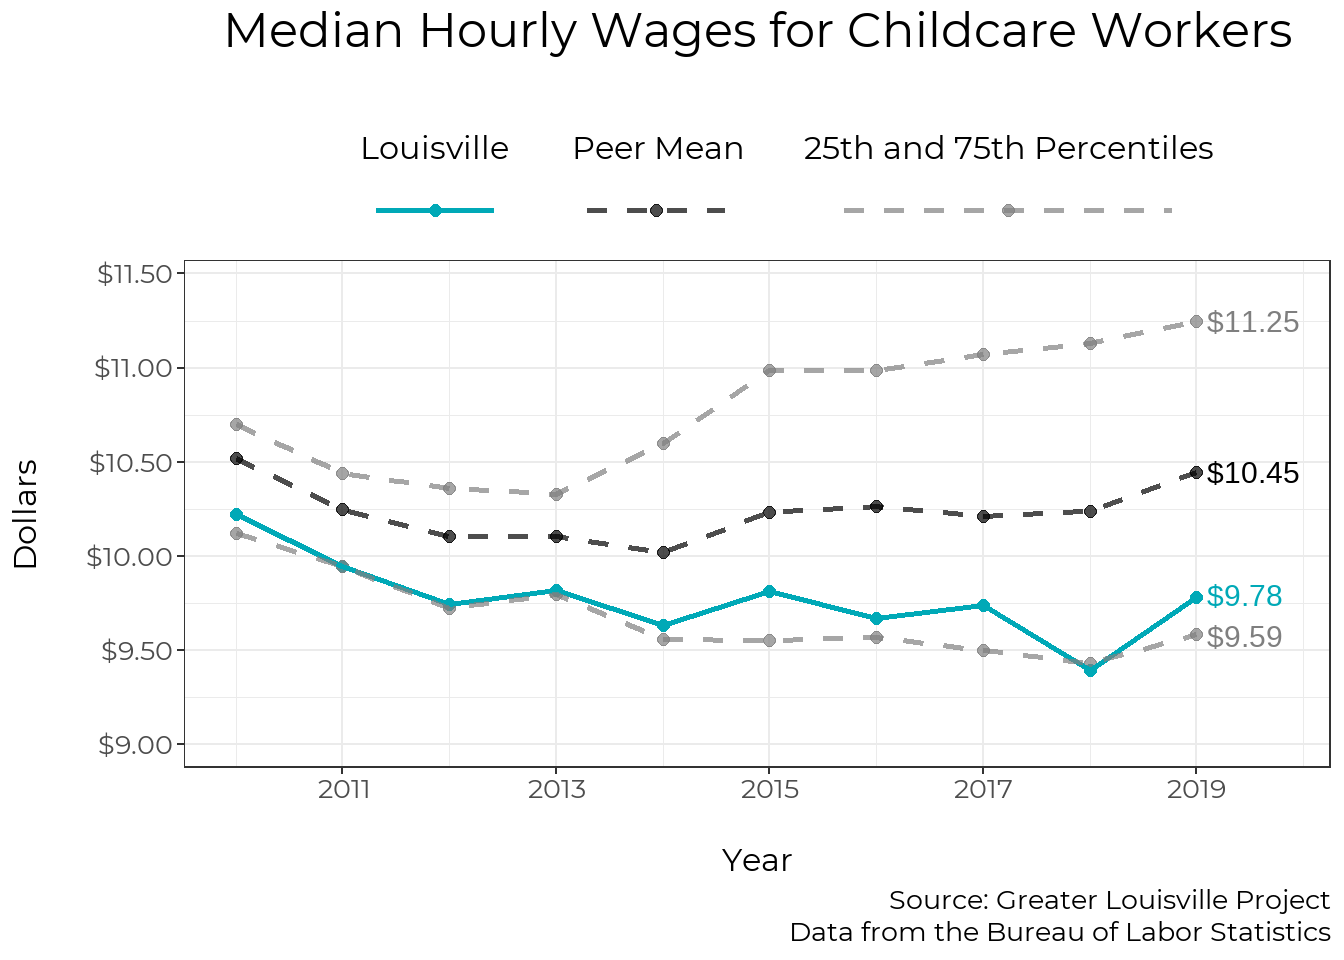 Median Hourly Wages for Childcare Workers
Louisville Peer Mean 25th and 75th Percentiles
$11.50
$11.00
$10.50
$10.00
$9.50
$9.00
Dollars
$11.25
$10.45
$9.78
$9.59
2011 2013 2015 2017 2019
Year
Source: Greater Louisville Project
Data from the Bureau of Labor Statistics